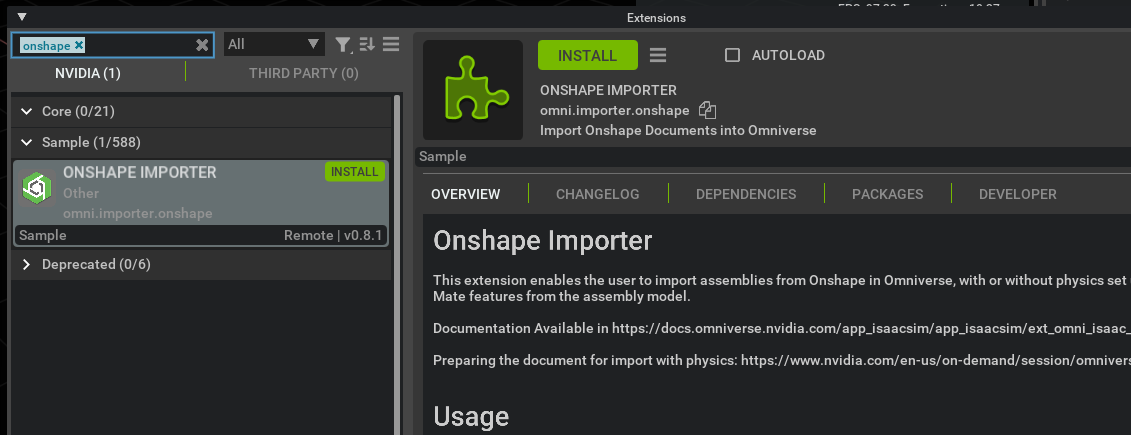 Extensions
onshape
All
NVIDIA (1)
THIRD PARTY (0)
Core (0/21)
Sample (1/588)
ONSHAPE IMPORTER
INSTALL
Other
omni.importer.onshape
Sample
Remote | v0.8.1
Deprecated (0/6)
INSTALL
AUTOLOAD
ONSHAPE IMPORTER
omni.importer.onshape
Import Onshape Documents into Omniverse
Sample
OVERVIEW
CHANGELOG
DEPENDENCIES
PACKAGES
DEVELOPER
Onshape Importer
This extension enables the user to import assemblies from Onshape in Omniverse, with or without physics set
Mate features from the assembly model.
Documentation Available in https://docs.omniverse.nvidia.com/app_isaacsim/app_isaacsim/ext_omni_isaac_
Preparing the document for import with physics: https://www.nvidia.com/en-us/on-demand/session/omnivers
Usage